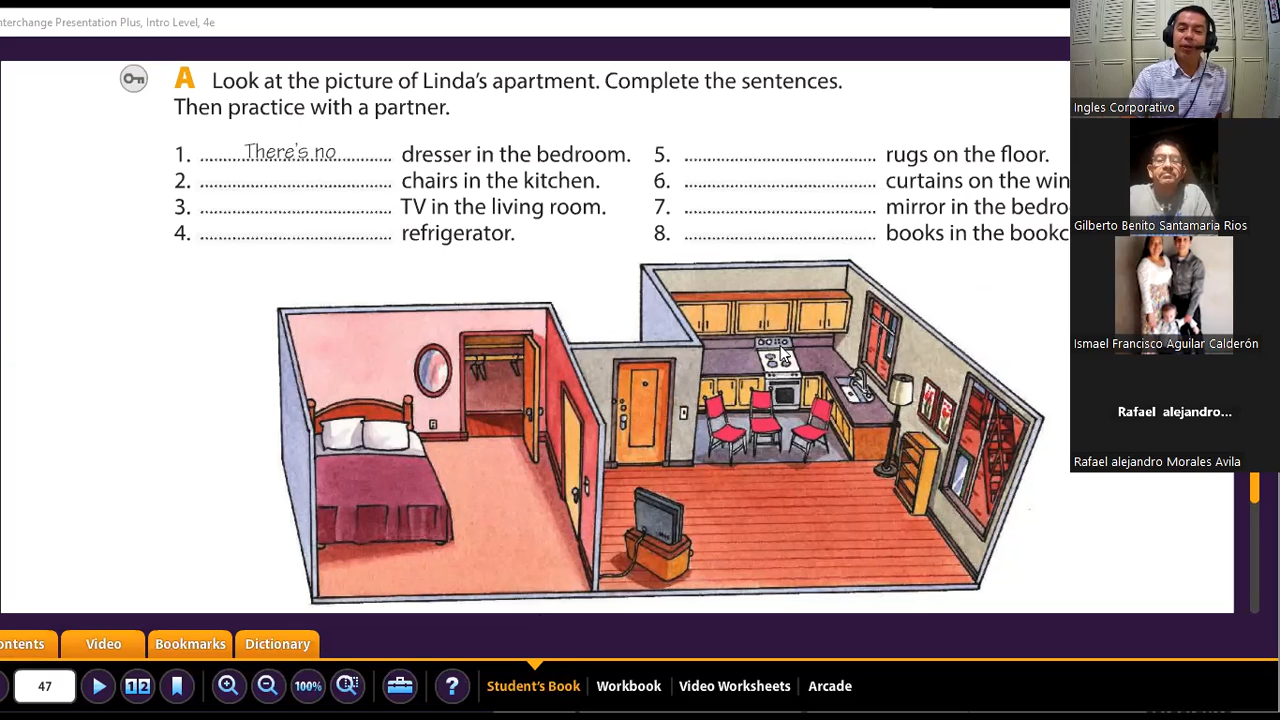 nterchange Presentation Plus, Intro Level, 4e
A Look at the picture of Linda's apartment. Complete the sentences.
Then practice with a partner.
1. There's no dresser in the bedroom.
2. chairs in the kitchen.
3. TV in the living room.
4. refrigerator.
5. rugs on the floor.
6. curtains on the win
7. mirror in the bedro
8. books in the bookc
Ingles Corporativo
Gilberto Benito Santamaria Rios
Ismael Francisco Aguilar Calderón
Rafael alejandro...
Rafael alejandro Morales Avila
ontents
Video
Bookmarks
Dictionary
47
1 2
100%
?
Student's Book
Workbook
Video Worksheets
Arcade